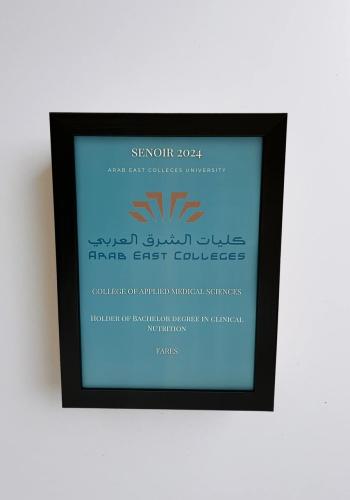 SENOIR 2024
ARAB EAST COLLEGES UNIVERSITY
كليات الشرق العربي
ARAB EAST COLLEGES
COLLEGE OF APPLIED MEDICAL SCIENCES
HOLDER OF BACHELOR DEGREE IN CLINICAL
NUTRITION
FARES